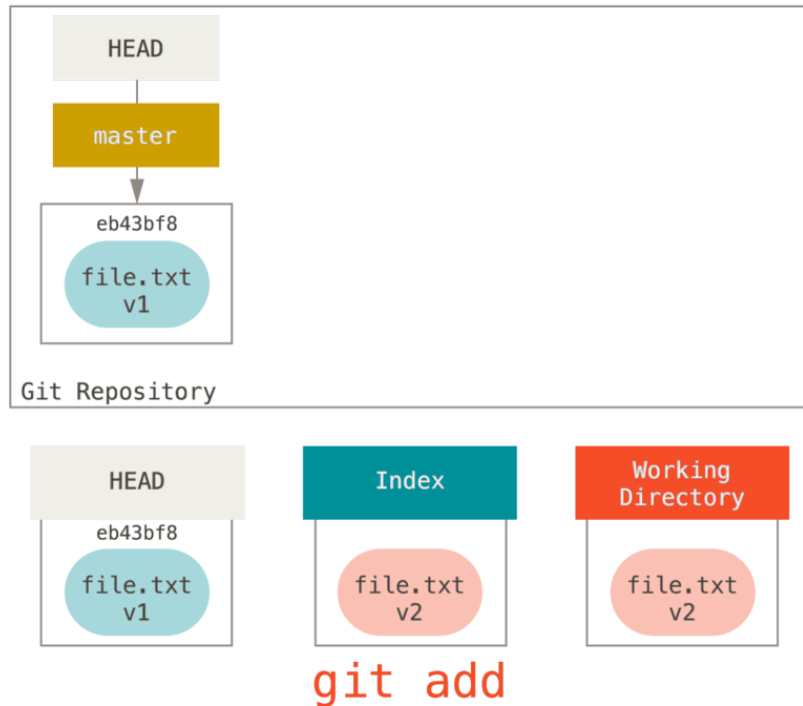 HEAD
master
eb43bf8
file.txt
v1
Git Repository
HEAD
eb43bf8
file.txt
v1
Index
file.txt
v2
Working
Directory
file.txt
v2
git add